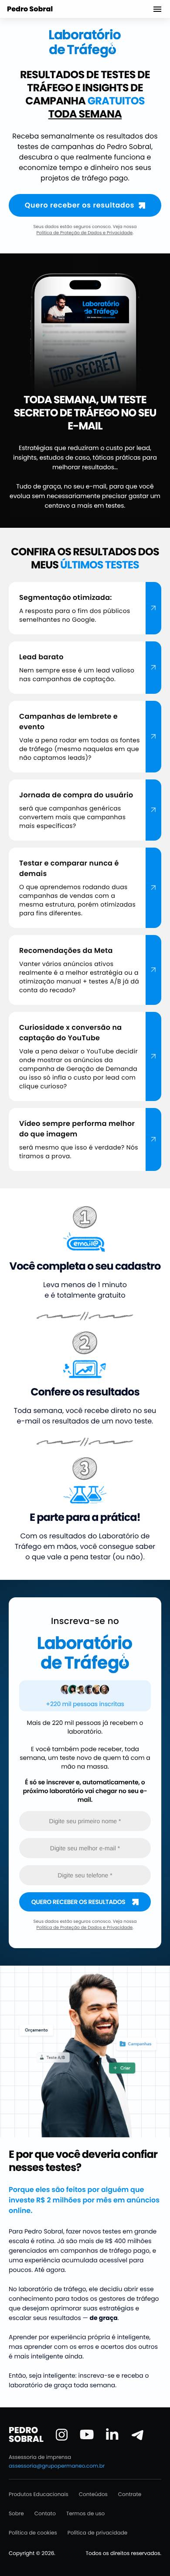 Pedro Sobral
Laboratório
de Tráfego
RESULTADOS DE TESTES DE
TRÁFEGO E INSIGHTS DE
CAMPANHA GRATUITOS
TODA SEMANA
Receba semanalmente os resultados dos
testes de campanhas do Pedro Sobral,
descubra o que realmente funciona e
economize tempo e dinheiro nos seus
projetos de tráfego pago.
Quero receber os resultados
Seus dados estão seguros conosco. Veja nossa
Política de Proteção de Dados e Privacidade.
Laboratório
de Tráfego
TOP SECRET
TODA SEMANA, UM TESTE
SECRETO DE TRÁFEGO NO SEU
E-MAIL
Estratégias que reduziram o custo por lead,
insights, estudos de caso, táticas práticas para
melhorar resultados...
Tudo de graça, no seu e-mail, para que você
evolua sem necessariamente precisar gastar um
centavo a mais em testes.
CONFIRA OS RESULTADOS DOS
MEUS ÚLTIMOS TESTES
Segmentação otimizada:
A resposta para o fim dos públicos
semelhantes no Google.
Lead barato
Nem sempre esse é um lead valioso
nas campanhas de captação.
Campanhas de lembrete e
evento
Vale a pena rodar em todas as fontes
de tráfego (mesmo naquelas em que
não captamos leads)?
Jornada de compra do usuário
será que campanhas genéricas
convertem mais que campanhas
mais específicas?
Testar e comparar nunca é
demais
O que aprendemos rodando duas
campanhas de vendas com a
mesma estrutura, porém otimizadas
para fins diferentes.
Recomendações da Meta
Vanter vários anúncios ativos
realmente é a melhor estratégia ou a
otimização manual + testes A/B já dá
conta do recado?
Curiosidade x conversão na
captação do YouTube
Vale a pena deixar o YouTube decidir
onde mostrar os anúncios da
campanha de Geração de Demanda
ou isso só infla o custo por lead com
clique curioso?
Vídeo sempre performa melhor
do que imagem
será mesmo que isso é verdade? Nós
tiramos a prova.
1
Você completa o seu cadastro
Leva menos de 1 minuto
e é totalmente gratuito
2
Confere os resultados
Toda semana, você recebe direto no seu
e-mail os resultados de um novo teste.
3
E parte para a prática!
Com os resultados do Laboratório de
Tráfego em mãos, você consegue saber
o que vale a pena testar (ou não).
Inscreva-se no
Laboratório
de Tráfego
+220 mil pessoas inscritas
Mais de 220 mil pessoas já recebem o
laboratório.
E você também pode receber, toda
semana, um teste novo de quem tá com a
mão na massa.
É só se inscrever e, automaticamente, o
próximo laboratório vai chegar no seu e-
mail.
Digite seu primeiro nome *
Digite seu melhor e-mail *
Digite seu telefone *
QUERO RECEBER OS RESULTADOS
Seus dados estão seguros conosco. Veja nossa
Política de Proteção de Dados e Privacidade.
Orçamento
Campanhas
Teste A/B
+ Criar
E por que você deveria confiar
nesses testes?
Porque eles são feitos por alguém que
investe R$ 2 milhões por mês em anúncios
online.
Para Pedro Sobral, fazer novos testes em grande
escala é rotina. Já são mais de R$ 400 milhões
gerenciados em campanhas de tráfego pago, e
uma experiência acumulada acessível para
poucos. Até agora.
No laboratório de tráfego, ele decidiu abrir esse
conhecimento para todos os gestores de tráfego
que desejam aprimorar suas estratégias e
escalar seus resultados — de graça.
Aprender por experiência própria é inteligente,
mas aprender com os erros e acertos dos outros
é mais inteligente ainda.
Então, seja inteligente: inscreva-se e receba o
laboratório de graça toda semana.
PEDRO
SOBRAL
Assessoria de imprensa
assessoria@grupopermaneo.com.br
Produtos Educacionais Conteúdos Contrate
Sobre Contato Termos de uso
Política de cookies Política de privacidade
Copyright © 2026. Todos os direitos reservados.